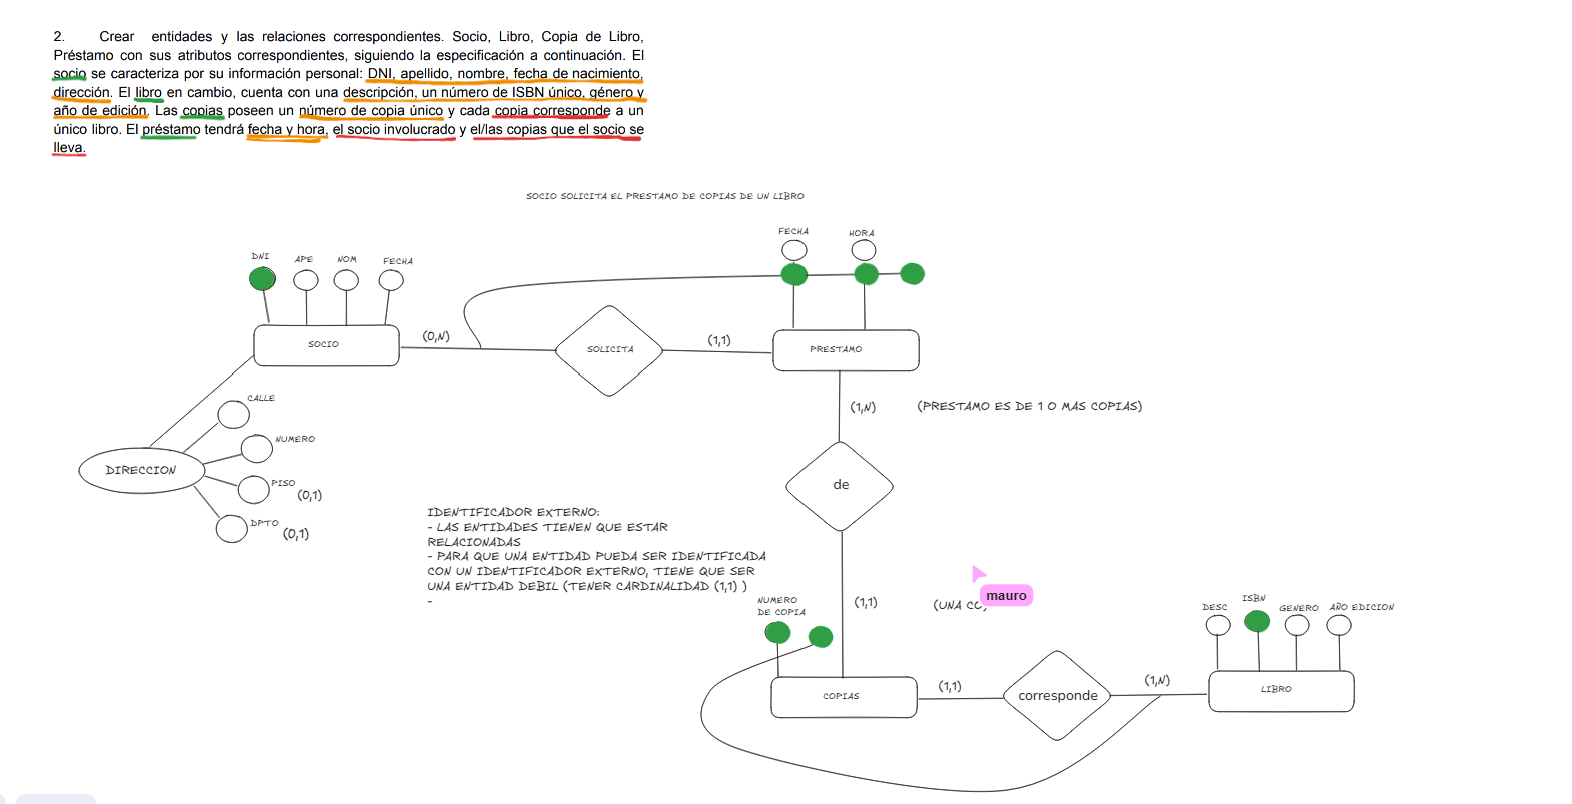 2. Crear entidades y las relaciones correspondientes. Socio, Libro, Copia de Libro,
Préstamo con sus atributos correspondientes, siguiendo la especificación a continuación. El
socio se caracteriza por su información personal: DNI, apellido, nombre, fecha de nacimiento,
dirección. El libro en cambio, cuenta con una descripción, un número de ISBN único, género y
año de edición. Las copias poseen un número de copia único y cada copia corresponde a un
único libro. El préstamo tendrá fecha y hora, el socio involucrado y el/las copias que el socio se
lleva.
SOCIO SOLICITA EL PRESTAMO DE COPIAS DE UN LIBRO
FECHA
HORA
DNI
APE
NOM
FECHA
SOCIO
(0,N)
SOLICITA
(1,1)
PRESTAMO
CALLE
(1,N)
(PRESTAMO ES DE 1 O MAS COPIAS)
NUMERO
DIRECCION
PISO
(0,1)
DPTO
(0,1)
de
IDENTIFICADOR EXTERNO:
- LAS ENTIDADES TIENEN QUE ESTAR
RELACIONADAS
- PARA QUE UNA ENTIDAD PUEDA SER IDENTIFICADA
CON UN IDENTIFICADOR EXTERNO, TIENE QUE SER
UNA ENTIDAD DEBIL (TENER CARDINALIDAD (1,1) )
-
NUMERO
DE COPIA
(1,1)
(UNA
mauro
DESC
ISBN
GENERO
AÑO EDICION
COPIAS
(1,1)
corresponde
(1,N)
LIBRO